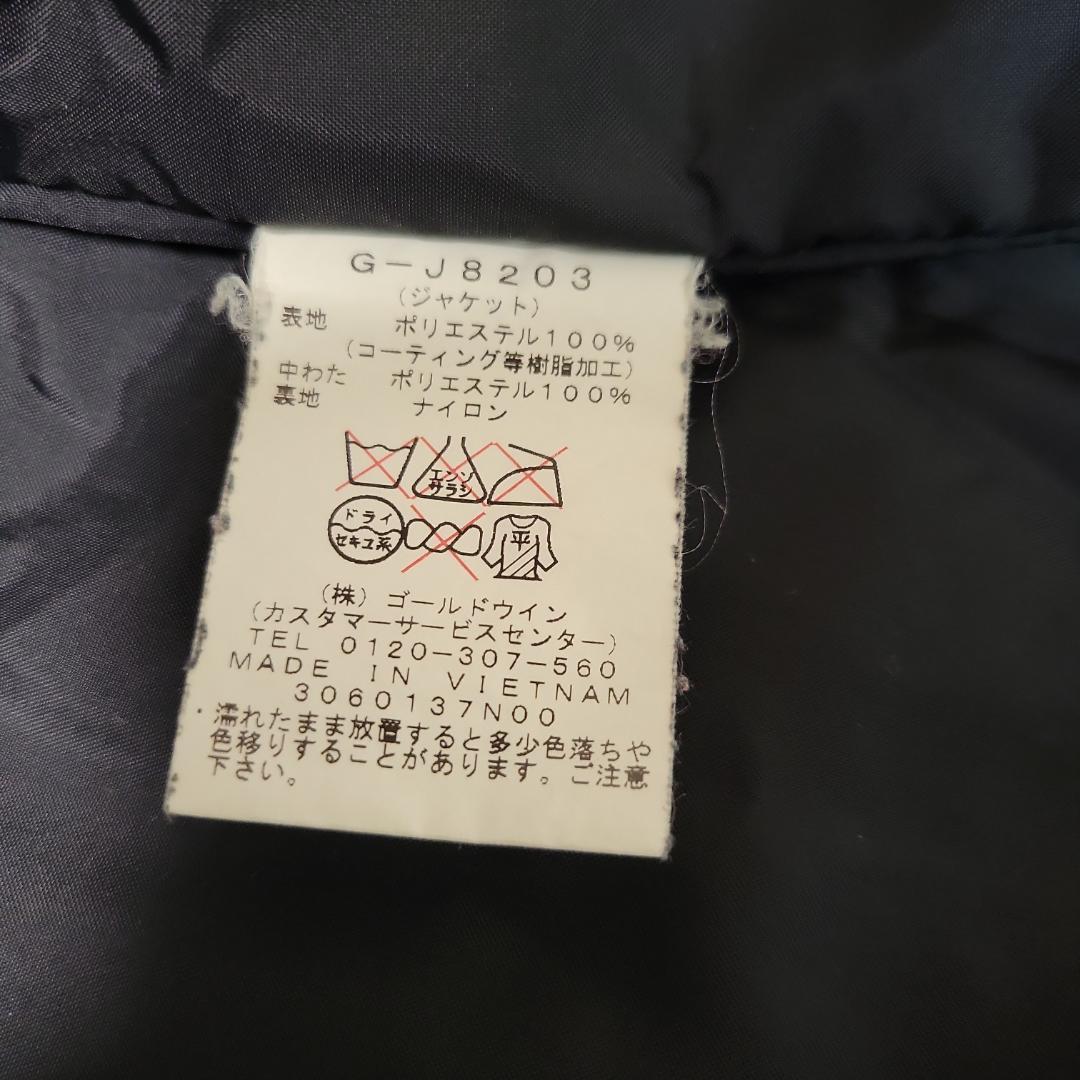 G-J8203
(ジャケット)
表地 ポリエステル100%
(コーティング等樹脂加工)
中わた ポリエステル100%
裏地 ナイロン
エンソ
サラシ
ドライ
セキユ系
平
(株) ゴールドウイン
(カスタマーサービスセンター)
TEL 0120-307-560
MADE IN VIETNAM
3060137N00
・濡れたまま放置すると多少色落ちや
色移りすることがあります。ご注意
下さい。